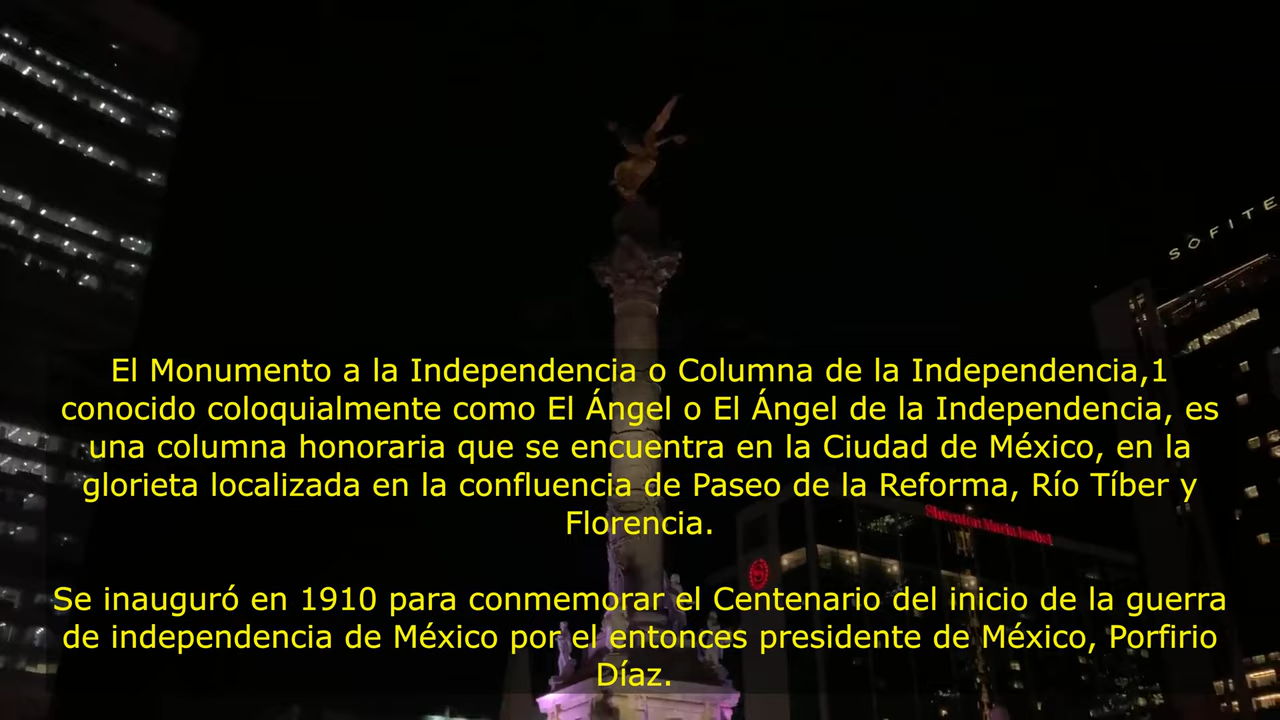 SOFITE
El Monumento a la Independencia o Columna de la Independencia,1
conocido coloquialmente como El Ángel o El Ángel de la Independencia, es
una columna honoraria que se encuentra en la Ciudad de México, en la
glorieta localizada en la confluencia de Paseo de la Reforma, Río Tíber y
Florencia.
Sheraton Maria Isabel
Se inauguró en 1910 para conmemorar el Centenario del inicio de la guerra
de independencia de México por el entonces presidente de México, Porfirio
Díaz.